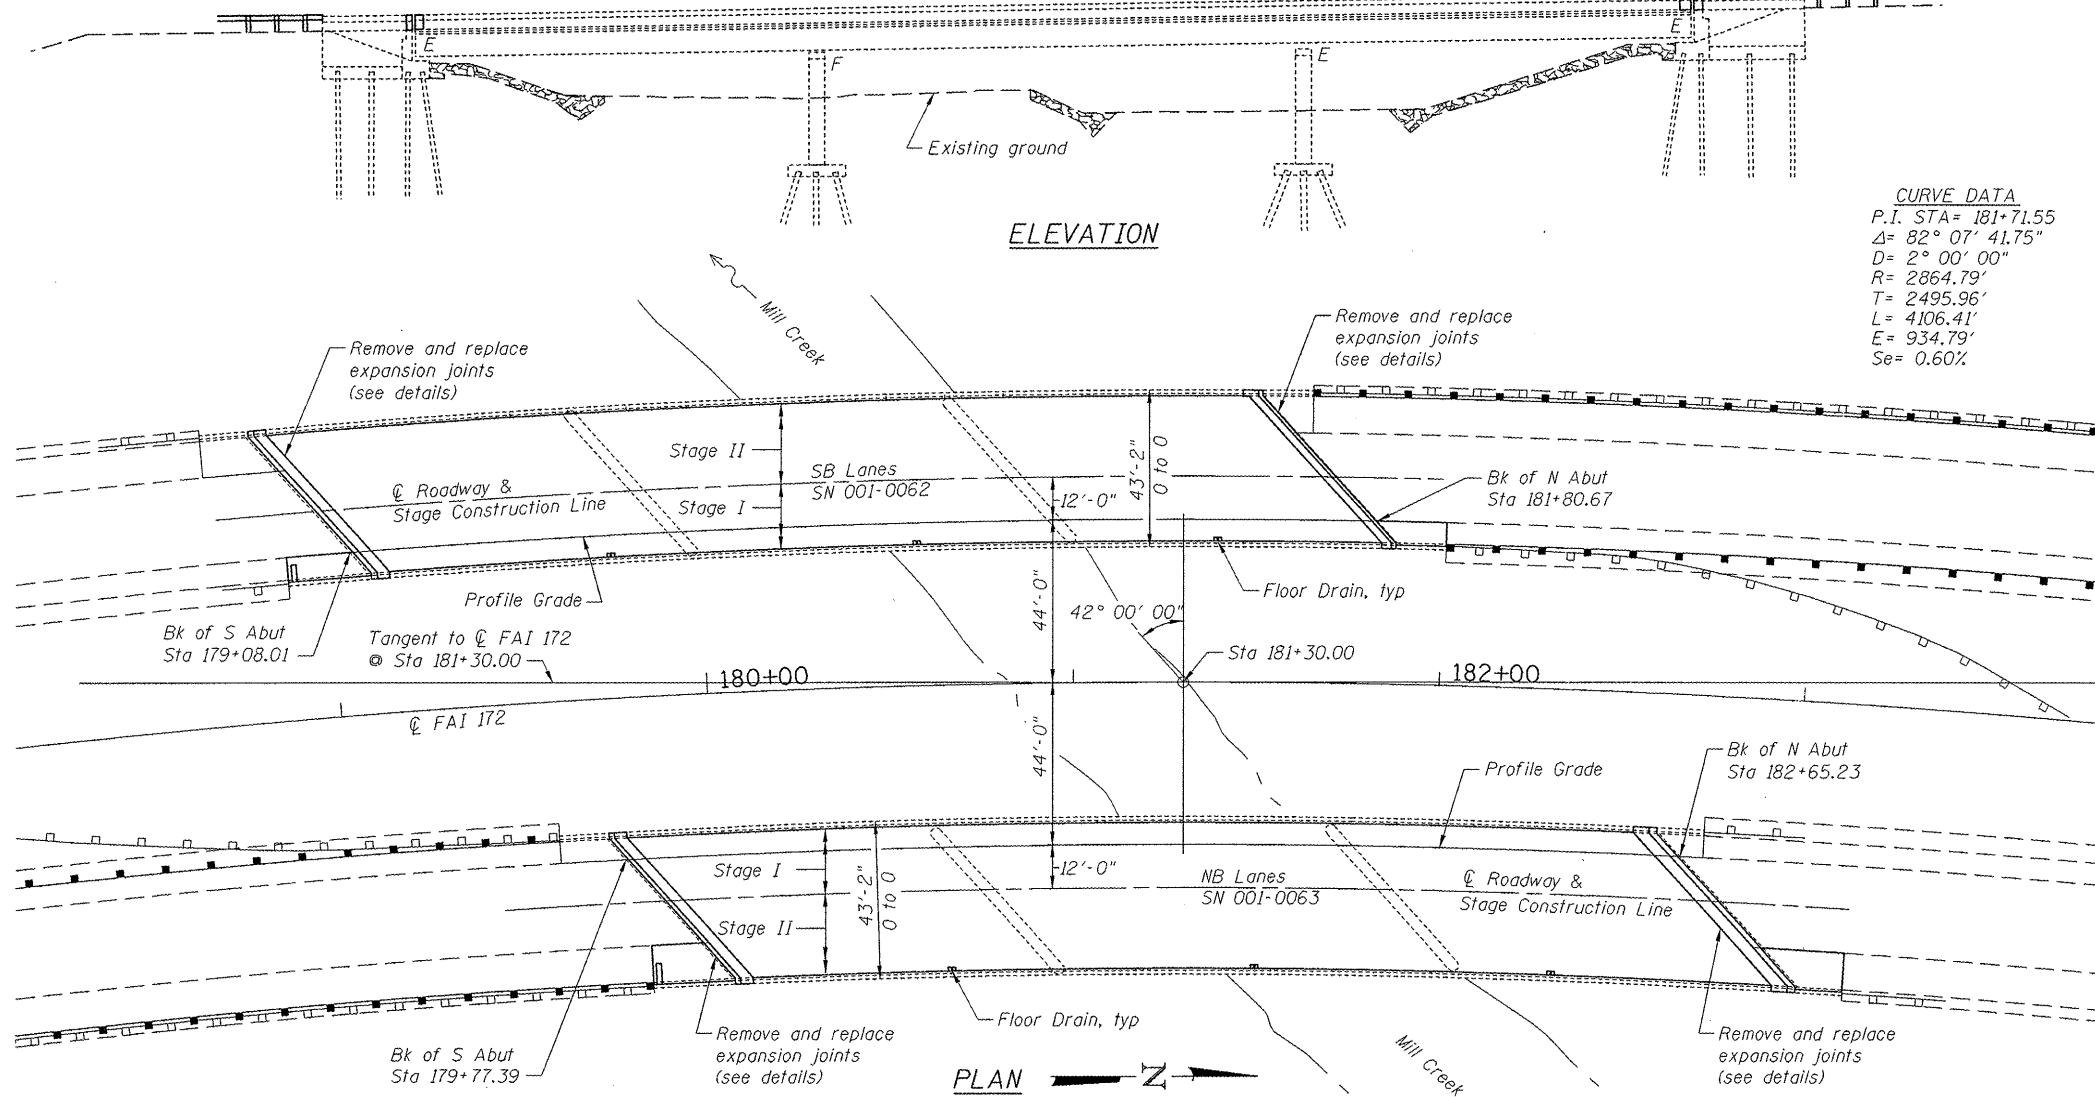 E
F
E
E
Existing ground
ELEVATION
CURVE DATA
P.I. STA= 181+71.55
Δ= 82° 07' 41.75"
D= 2° 00' 00"
R= 2864.79'
T= 2495.96'
L= 4106.41'
E= 934.79'
Se= 0.60%
Mill Creek
Remove and replace
expansion joints
(see details)
Remove and replace
expansion joints
(see details)
Stage II
SB Lanes
SN 001-0062
℄ Roadway &
Stage Construction Line
Stage I
12'-0"
43'-2"
O to O
Bk of N Abut
Sta 181+80.67
Profile Grade
Floor Drain, typ
44'-0"
42° 00' 00"
Bk of S Abut
Sta 179+08.01
Tangent to ℄ FAI 172
@ Sta 181+30.00
Sta 181+30.00
180+00
182+00
℄ FAI 172
44'-0"
Profile Grade
Bk of N Abut
Sta 182+65.23
Stage I
43'-2"
O to O
12'-0"
NB Lanes
SN 001-0063
℄ Roadway &
Stage Construction Line
Stage II
Floor Drain, typ
Remove and replace
expansion joints
(see details)
Bk of S Abut
Sta 179+77.39
Mill Creek
Remove and replace
expansion joints
(see details)
PLAN
N